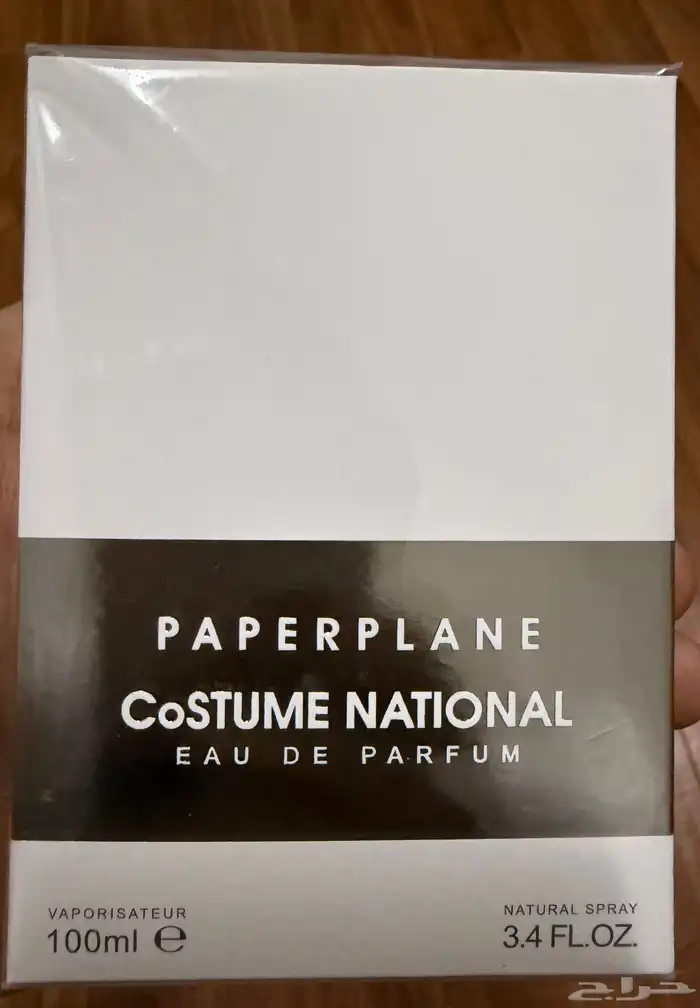 PAPERPLANE
CoSTUME NATIONAL
EAU DE PARFUM
VAPORISATEUR
100ml ℮
NATURAL SPRAY
3.4 FL.OZ.
حراج